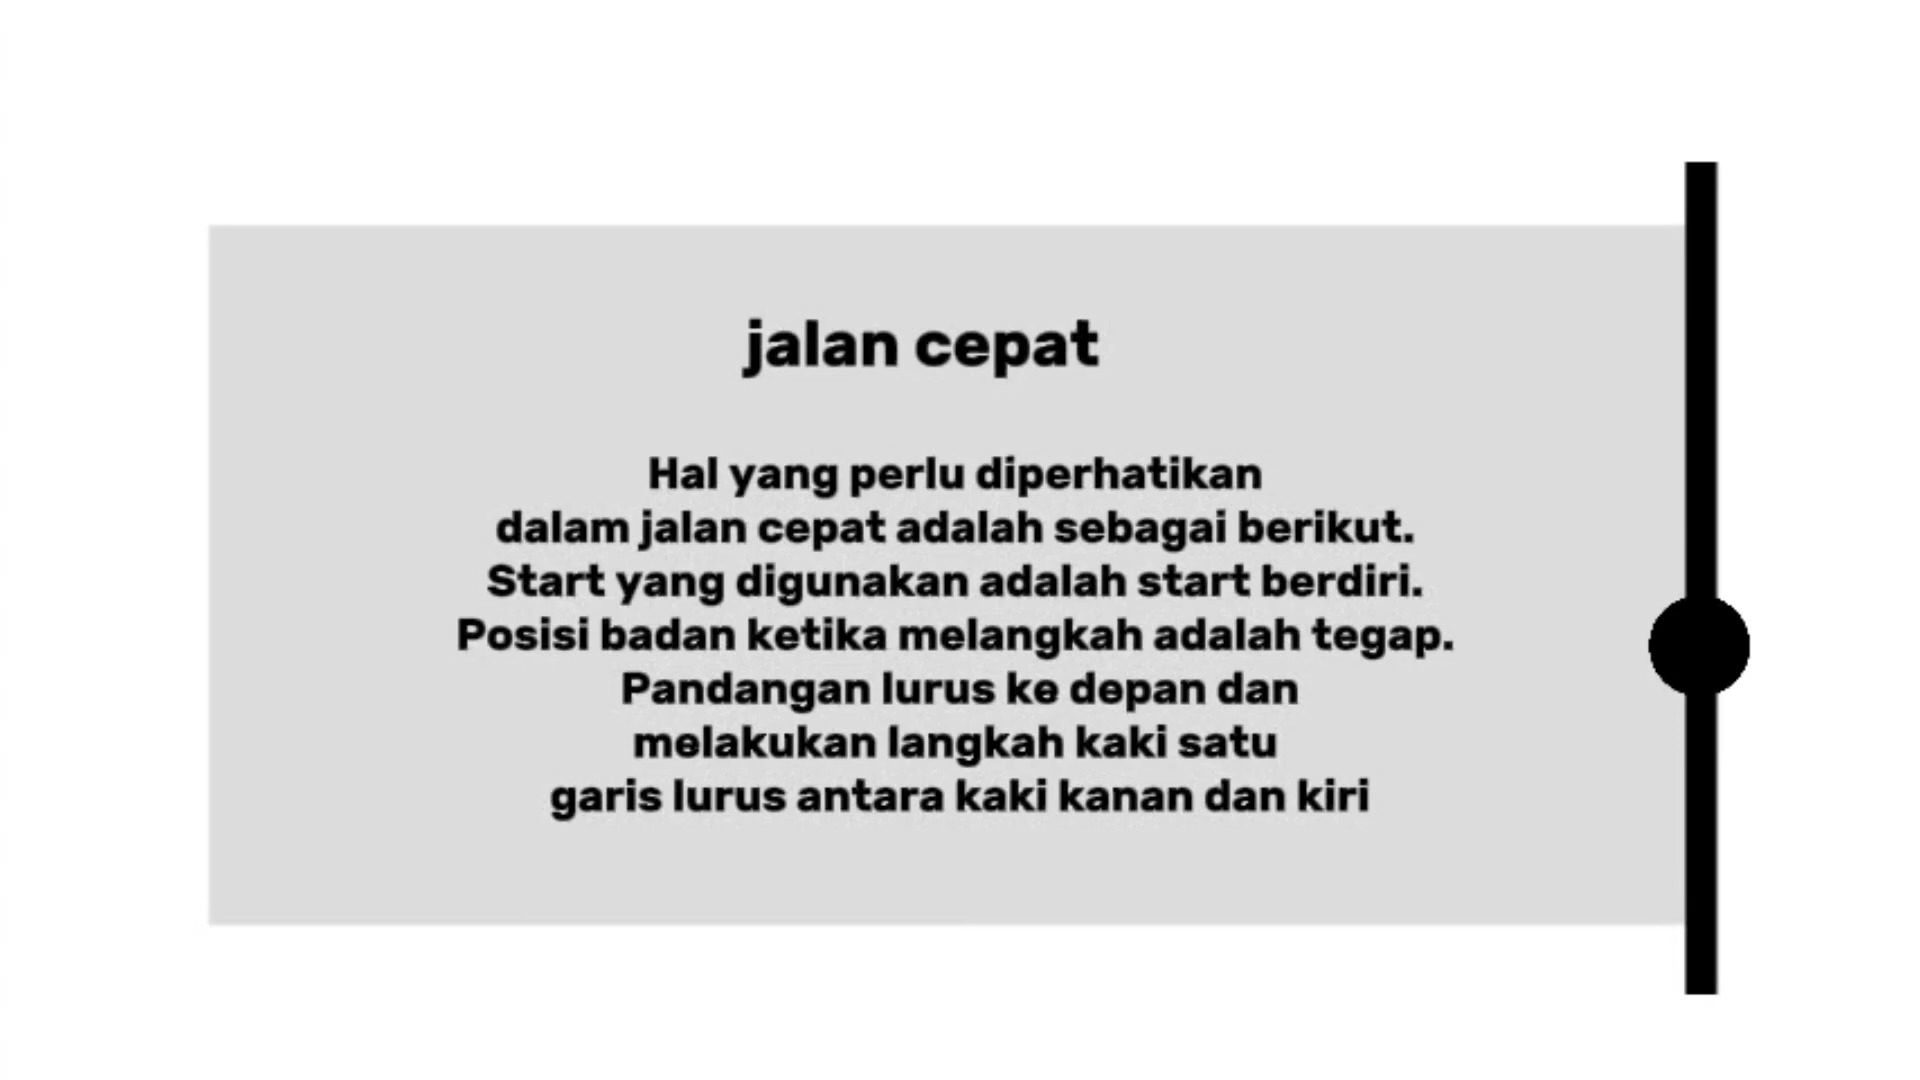 jalan cepat
Hal yang perlu diperhatikan
dalam jalan cepat adalah sebagai berikut.
Start yang digunakan adalah start berdiri.
Posisi badan ketika melangkah adalah tegap.
Pandangan lurus ke depan dan
melakukan langkah kaki satu
garis lurus antara kaki kanan dan kiri